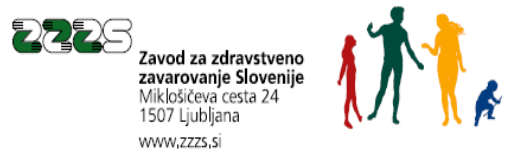 ZZZS
Zavod za zdravstveno
zavarovanje Slovenije
Miklošičeva cesta 24
1507 Ljubljana
www.zzzs.si